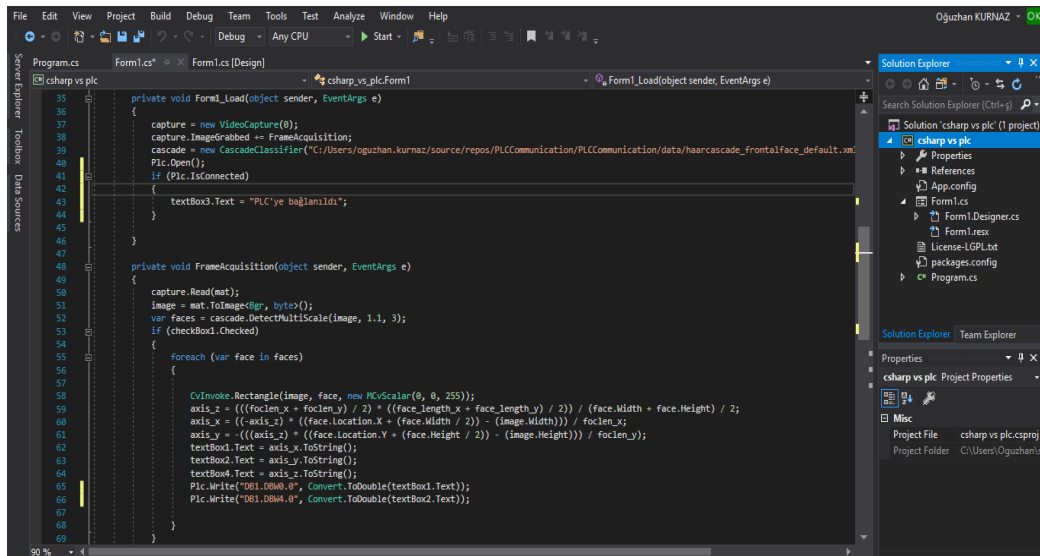 File Edit View Project Build Debug Team Tools Test Analyze Window Help Oğuzhan KURNAZ OK
Debug Any CPU Start
Server Explorer
Toolbox
Data Sources
Program.cs Form1.cs* Form1.cs [Design]
csharp vs plc csharp_vs_plc.Form1 Form1_Load(object sender, EventArgs e)
35 private void Form1_Load(object sender, EventArgs e)
36 {
37 capture = new VideoCapture(0);
38 capture.ImageGrabbed += FrameAcquisition;
39 cascade = new CascadeClassifier("C:/Users/oguzhan.kurnaz/source/repos/PLCCommunication/PLCCommunication/data/haarcascade_frontalface_default.xml
40 Plc.Open();
41 if (Plc.IsConnected)
42 {
43 textBox3.Text = "PLC'ye bağlanıldı";
44 }
45
46 }
47
48 private void FrameAcquisition(object sender, EventArgs e)
49 {
50 capture.Read(mat);
51 image = mat.ToImage<Bgr, byte>();
52 var faces = cascade.DetectMultiScale(image, 1.1, 3);
53 if (checkBox1.Checked)
54 {
55 foreach (var face in faces)
56 {
57
58 CvInvoke.Rectangle(image, face, new MCvScalar(0, 0, 255));
59 axis_z = (((foclen_x + foclen_y) / 2) * ((face_length_x + face_length_y) / 2)) / (face.Width + face.Height) / 2;
60 axis_x = ((-axis_z) * ((face.Location.X + (face.Width / 2)) - (image.Width))) / foclen_x;
61 axis_y = -(((axis_z) * ((face.Location.Y + (face.Height / 2)) - (image.Height))) / foclen_y);
62 textBox1.Text = axis_x.ToString();
63 textBox2.Text = axis_y.ToString();
64 textBox4.Text = axis_z.ToString();
65 Plc.Write("DB1.DBW0.0", Convert.ToDouble(textBox1.Text));
66 Plc.Write("DB1.DBW4.0", Convert.ToDouble(textBox2.Text));
67
68 }
69 }
90 %
Solution Explorer
Search Solution Explorer (Ctrl+ş)
Solution 'csharp vs plc' (1 project)
csharp vs plc
Properties
References
App.config
Form1.cs
Form1.Designer.cs
Form1.resx
License-LGPL.txt
packages.config
Program.cs
Solution Explorer Team Explorer
Properties
csharp vs plc Project Properties
Misc
Project File csharp vs plc.csproj
Project Folder C:\Users\Oguzhan\s